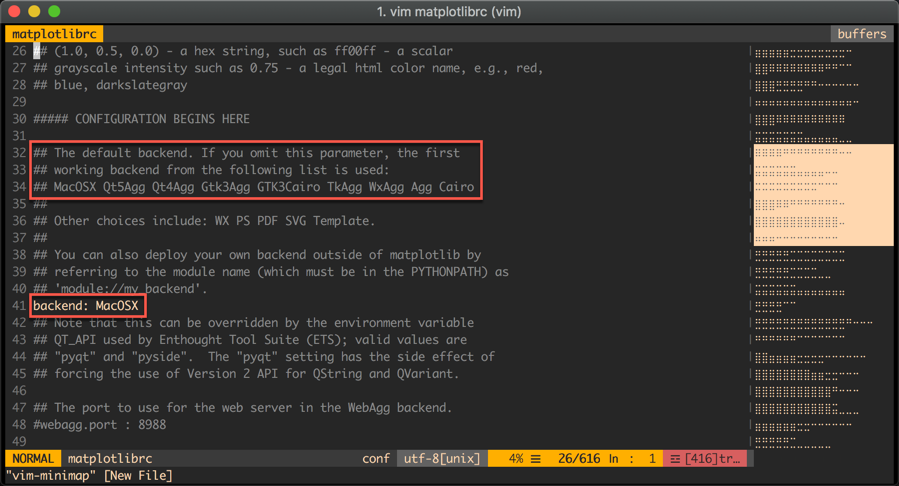 1. vim matplotlibrc (vim)
matplotlibrc buffers
26 ## (1.0, 0.5, 0.0) - a hex string, such as ff00ff - a scalar
27 ## grayscale intensity such as 0.75 - a legal html color name, e.g., red,
28 ## blue, darkslategray
29
30 ##### CONFIGURATION BEGINS HERE
31
32 ## The default backend. If you omit this parameter, the first
33 ## working backend from the following list is used:
34 ## MacOSX Qt5Agg Qt4Agg Gtk3Agg GTK3Cairo TkAgg WxAgg Agg Cairo
35 ##
36 ## Other choices include: WX PS PDF SVG Template.
37 ##
38 ## You can also deploy your own backend outside of matplotlib by
39 ## referring to the module name (which must be in the PYTHONPATH) as
40 ## 'module://my_backend'.
41 backend: MacOSX
42 ## Note that this can be overridden by the environment variable
43 ## QT_API used by Enthought Tool Suite (ETS); valid values are
44 ## "pyqt" and "pyside".  The "pyqt" setting has the side effect of
45 ## forcing the use of Version 2 API for QString and QVariant.
46
47 ## The port to use for the web server in the WebAgg backend.
48 #webagg.port : 8988
49
NORMAL matplotlibrc conf utf-8[unix] 4% ☰ 26/616 ln : 1 ☲ [416]tr…
"vim-minimap" [New File]